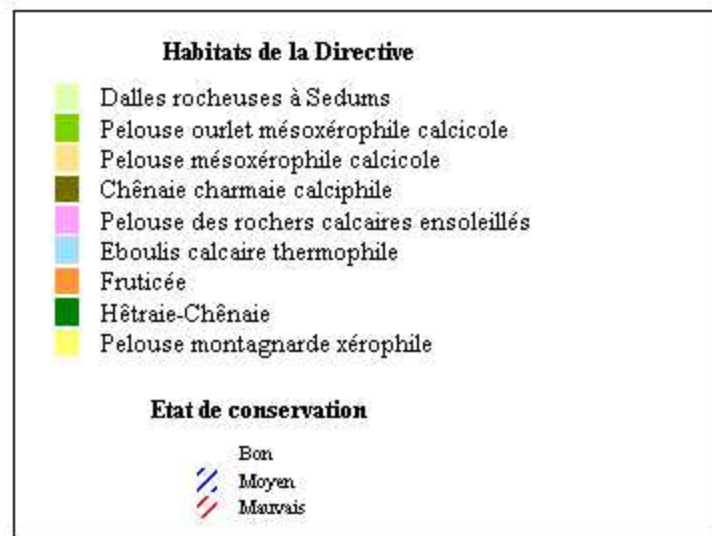 Habitats de la Directive
Dalles rocheuses à Sedums
Pelouse ourlet mésoxérophile calcicole
Pelouse mésoxérophile calcicole
Chênaie charmaie calciphile
Pelouse des rochers calcaires ensoleillés
Eboulis calcaire thermophile
Fruticée
Hêtraie-Chênaie
Pelouse montagnarde xérophile
Etat de conservation
Bon
Moyen
Mauvais